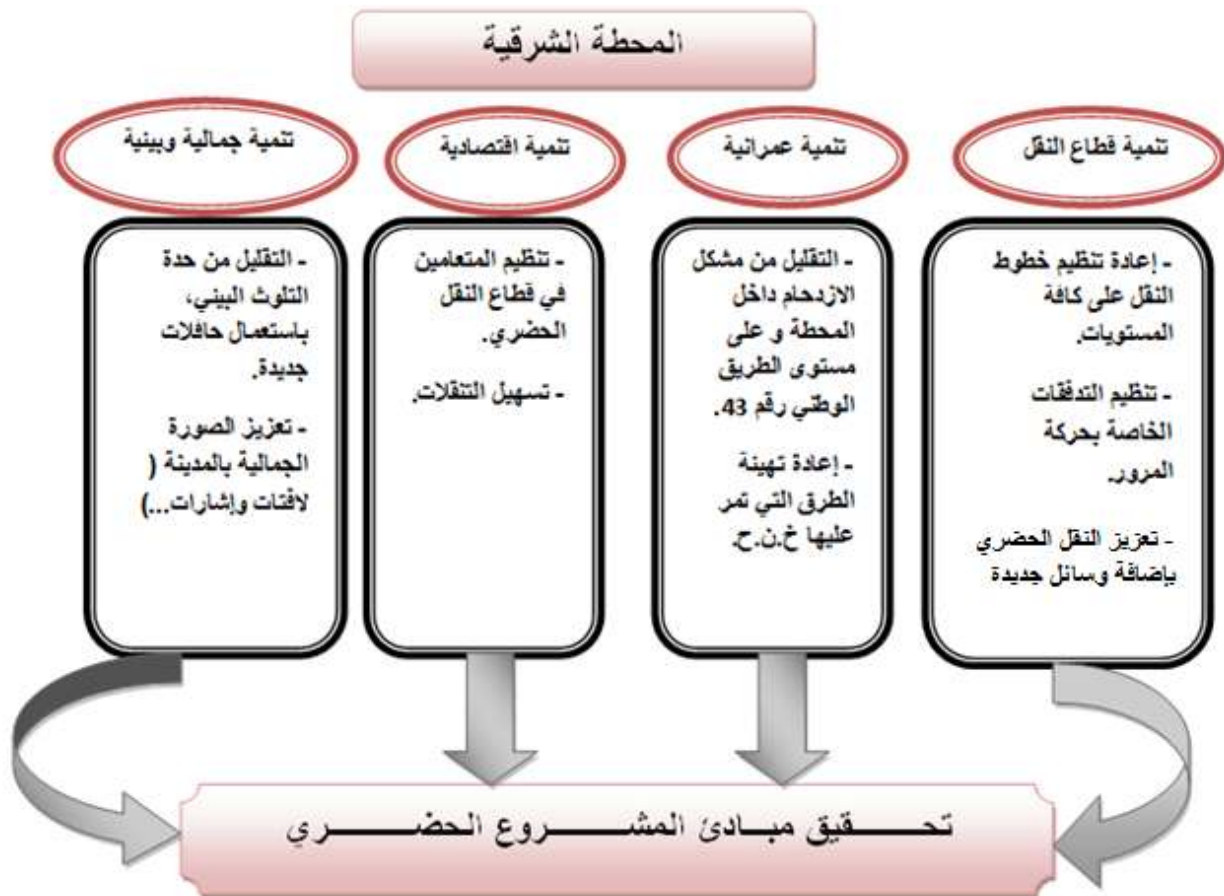 المحطة الشرقية
تنمية قطاع النقل
- إعادة تنظيم خطوط
النقل على كافة
المستويات.
- تنظيم التدفقات
الخاصة بحركة
المرور.
- تعزيز النقل الحضري
بإضافة وسائل جديدة
تنمية عمرانية
- التقليل من مشكل
الازدحام داخل
المحطة و على
مستوى الطريق
الوطني رقم 43.
- إعادة تهيئة
الطرق التي تمر
عليها خ.ن.ح.
تنمية اقتصادية
- تنظيم المتعامين
في قطاع النقل
الحضري.
- تسهيل التنقلات.
تنمية جمالية وبيئية
- التقليل من حدة
التلوث البيئي،
باستعمال حافلات
جديدة.
- تعزيز الصورة
الجمالية بالمدينة (
لافتات وإشارات...)
تحـــــقيق مبـــادئ المشـــــــروع الحضــــــــري